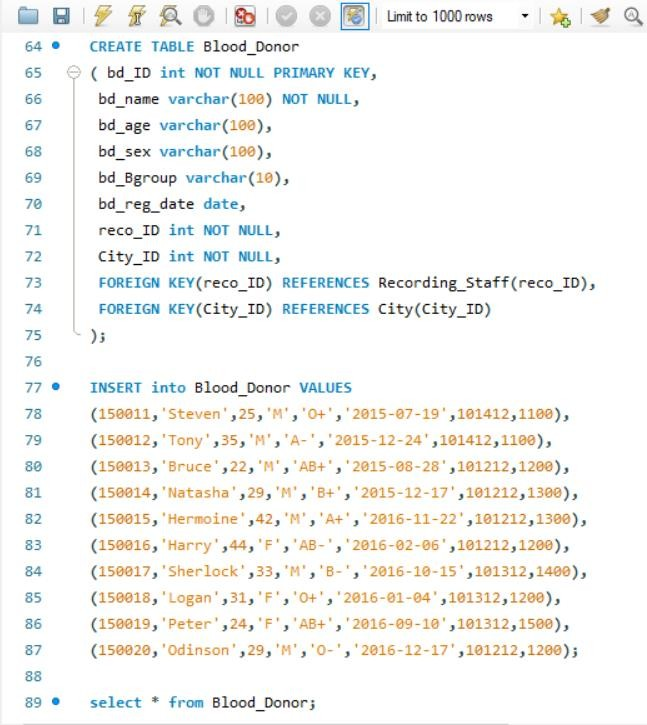 Limit to 1000 rows
64 CREATE TABLE Blood_Donor
65 ( bd_ID int NOT NULL PRIMARY KEY,
66 bd_name varchar(100) NOT NULL,
67 bd_age varchar(100),
68 bd_sex varchar(100),
69 bd_Bgroup varchar(10),
70 bd_reg_date date,
71 reco_ID int NOT NULL,
72 City_ID int NOT NULL,
73 FOREIGN KEY(reco_ID) REFERENCES Recording_Staff(reco_ID),
74 FOREIGN KEY(City_ID) REFERENCES City(City_ID)
75 );
76
77 INSERT into Blood_Donor VALUES
78 (150011,'Steven',25,'M','O+','2015-07-19',101412,1100),
79 (150012,'Tony',35,'M','A-','2015-12-24',101412,1100),
80 (150013,'Bruce',22,'M','AB+','2015-08-28',101212,1200),
81 (150014,'Natasha',29,'M','B+','2015-12-17',101212,1300),
82 (150015,'Hermoine',42,'M','A+','2016-11-22',101212,1300),
83 (150016,'Harry',44,'F','AB-','2016-02-06',101212,1200),
84 (150017,'Sherlock',33,'M','B-','2016-10-15',101312,1400),
85 (150018,'Logan',31,'F','O+','2016-01-04',101312,1200),
86 (150019,'Peter',24,'F','AB+','2016-09-10',101312,1500),
87 (150020,'Odinson',29,'M','O-','2016-12-17',101212,1200);
88
89 select * from Blood_Donor;